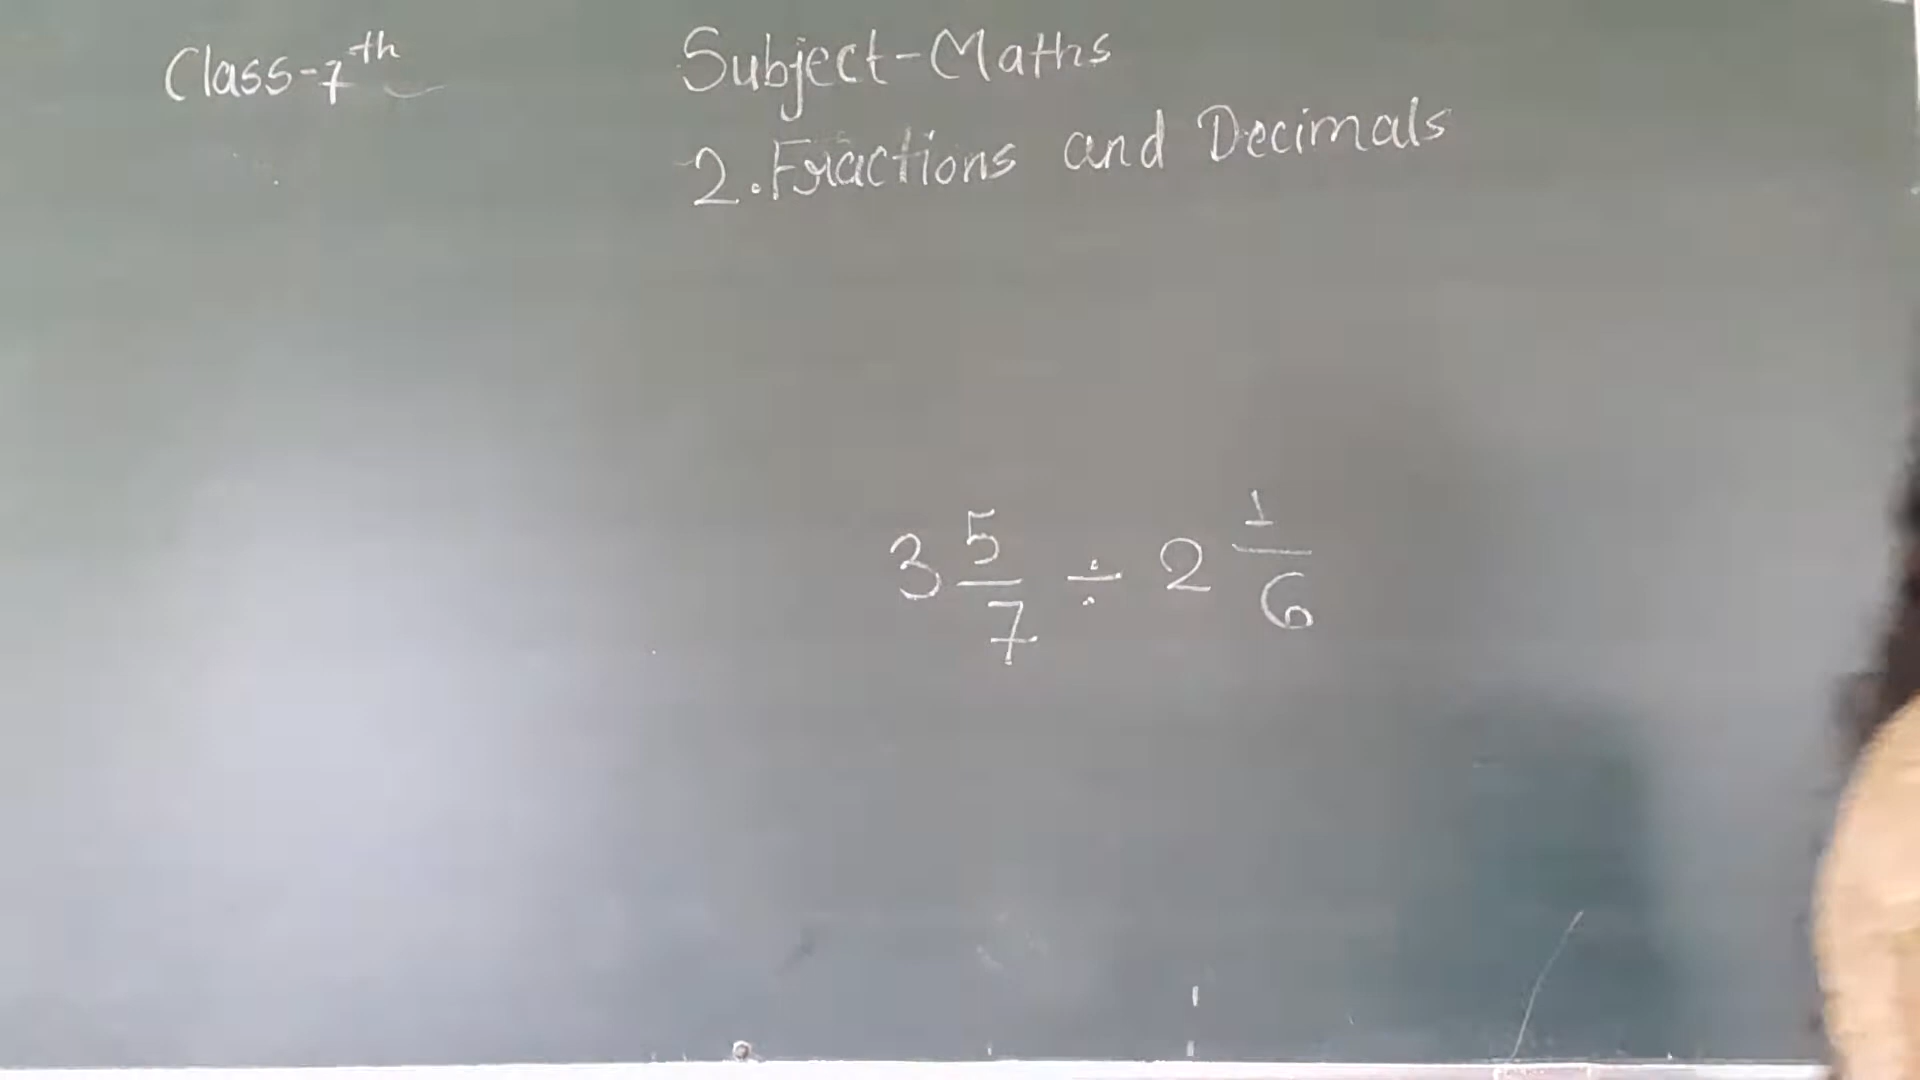 Class-7th
Subject-Maths
2. Fractions and Decimals
3 5/7 ÷ 2 1/6